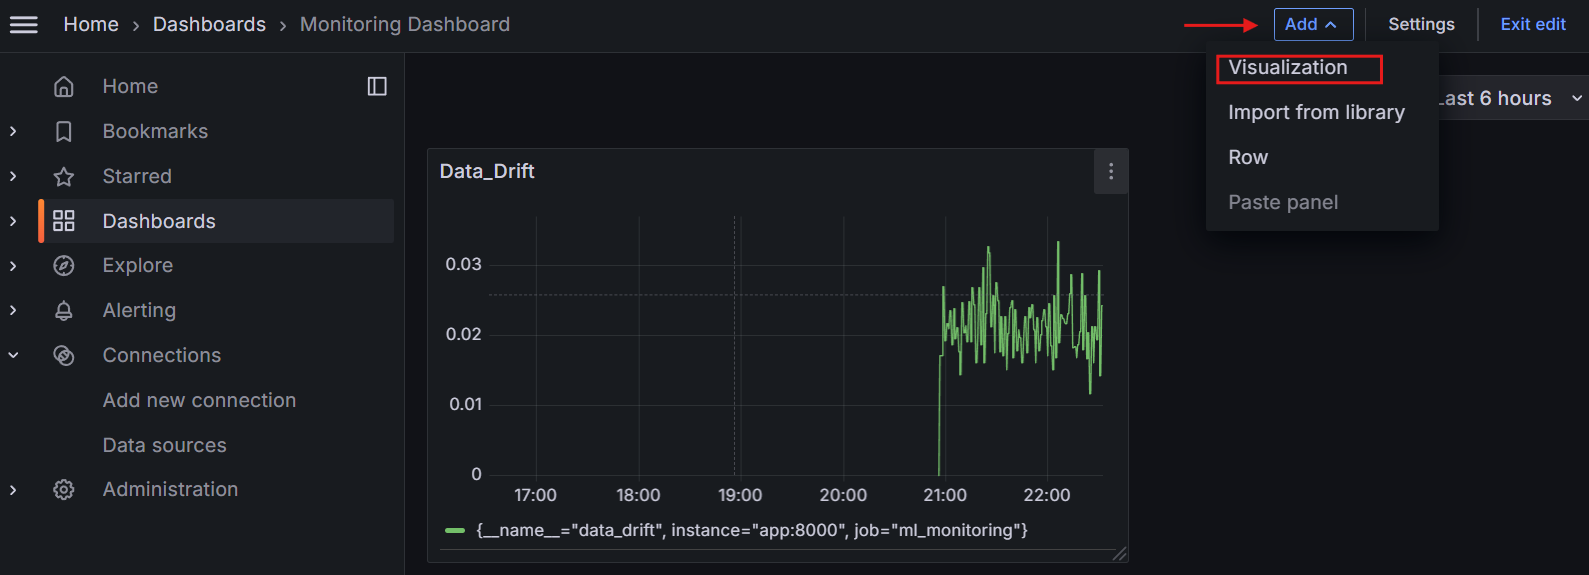 Home › Dashboards › Monitoring Dashboard
Add
Settings
Exit edit
Home
Bookmarks
Starred
Dashboards
Explore
Alerting
Connections
Add new connection
Data sources
Administration
Visualization
Import from library
Row
Paste panel
Last 6 hours
Data_Drift
0.03
0.02
0.01
0
17:00 18:00 19:00 20:00 21:00 22:00
{__name__="data_drift", instance="app:8000", job="ml_monitoring"}